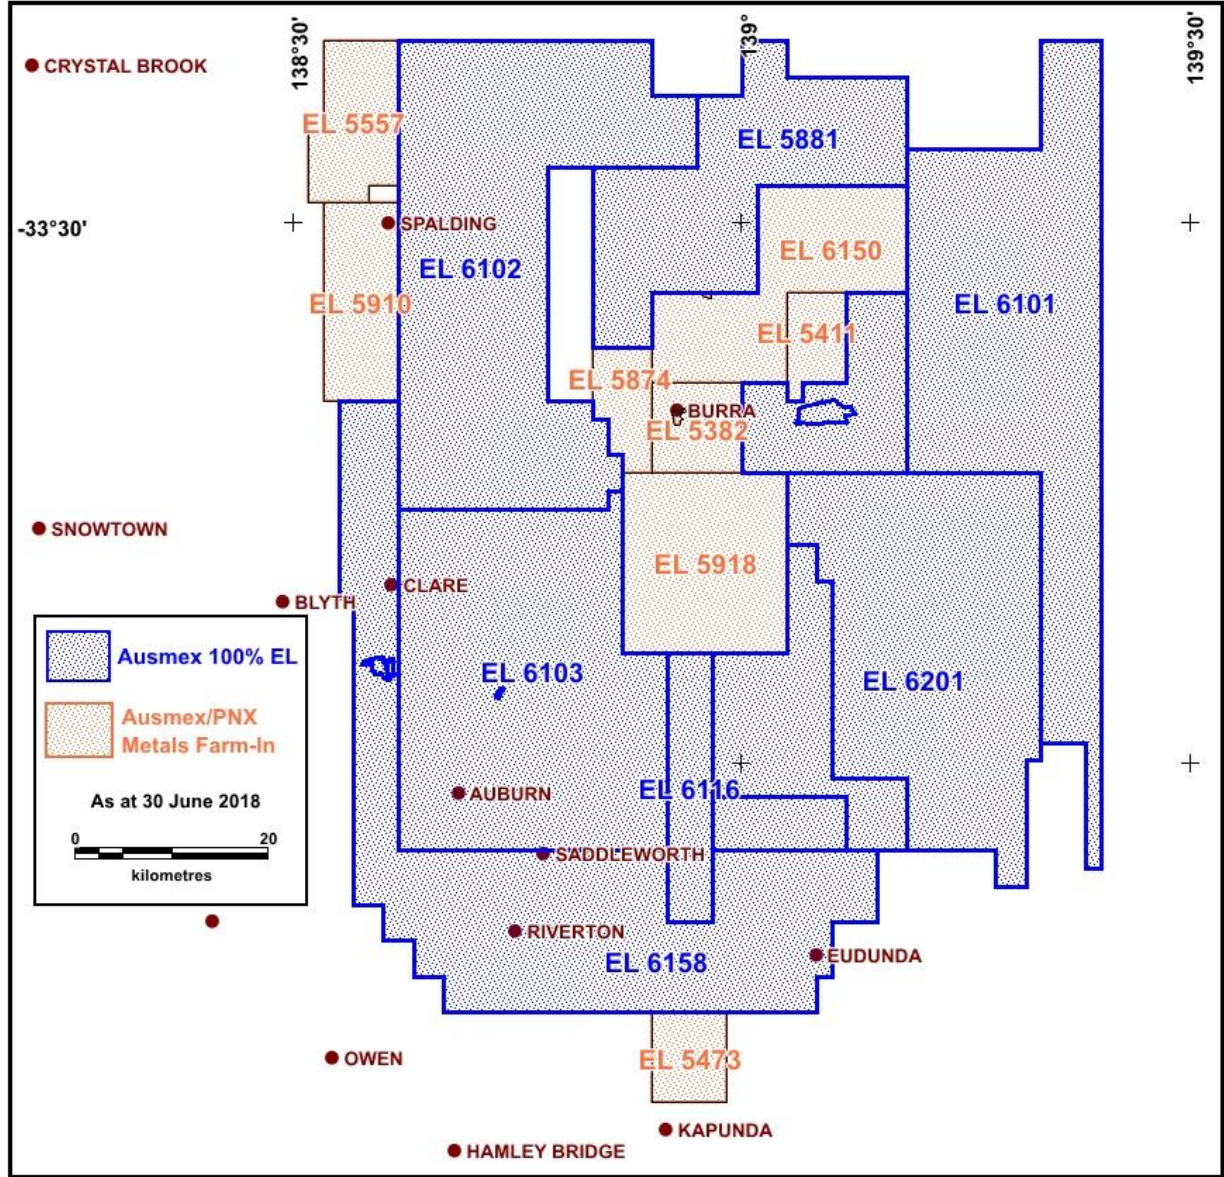 138°30'
139°
139°30'
CRYSTAL BROOK
EL 5557
EL 5881
-33°30'
SPALDING
EL 6102
EL 6150
EL 5910
EL 6101
EL 5411
EL 5874
BURRA
EL 5382
SNOWTOWN
EL 5918
CLARE
BLYTH
EL 6103
EL 6201
Ausmex 100% EL
Ausmex/PNX
Metals Farm-In
As at 30 June 2018
0 20
kilometres
EL 6116
AUBURN
SADDLEWORTH
RIVERTON
EL 6158
EUDUNDA
OWEN
EL 5473
KAPUNDA
HAMLEY BRIDGE